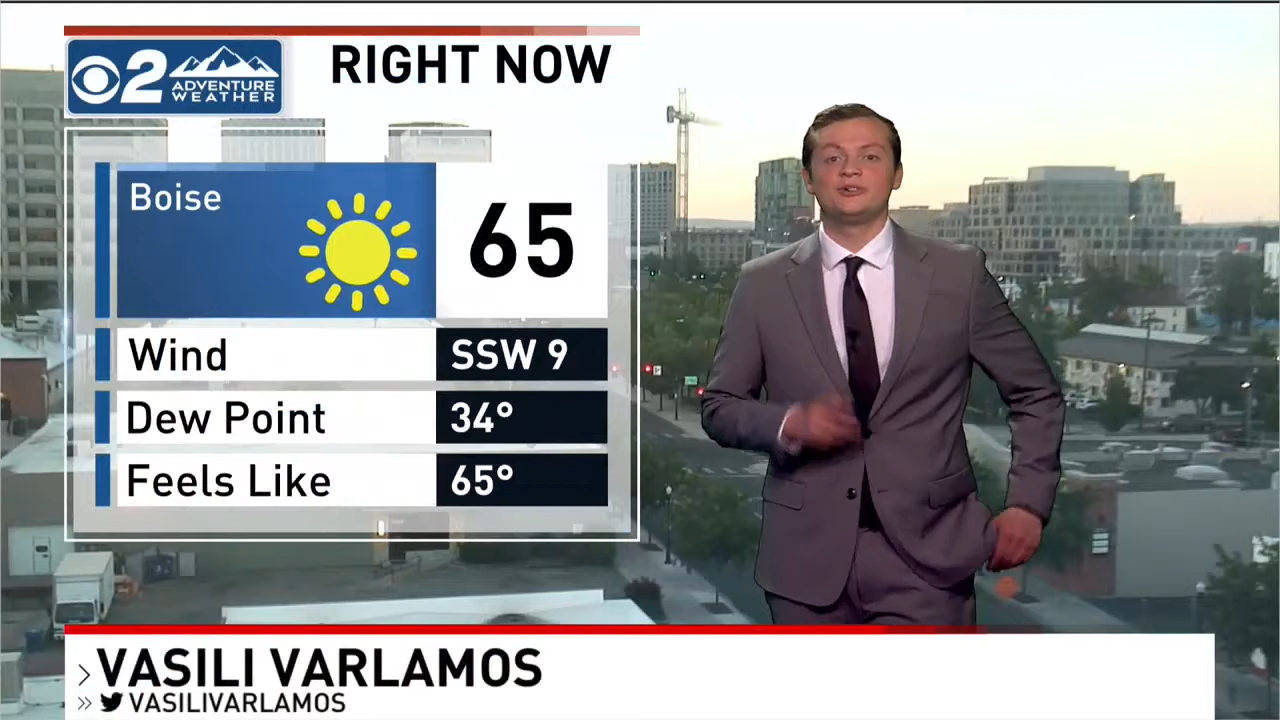 2 ADVENTURE
WEATHER
RIGHT NOW
Boise
65
Wind SSW 9
Dew Point 34°
Feels Like 65°
VASILI VARLAMOS
VASILIVARLAMOS